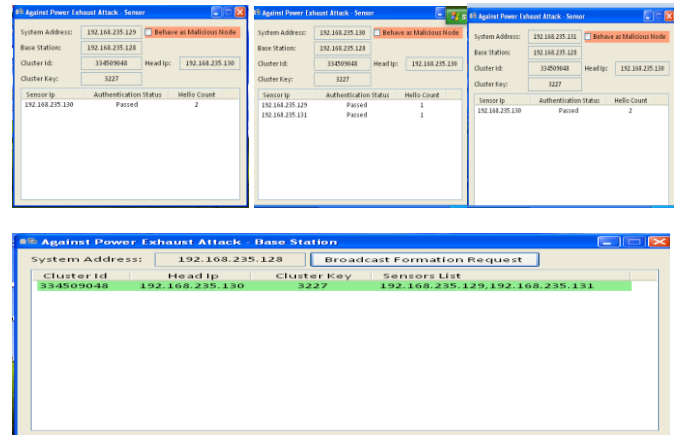 Against Power Exhaust Attack - Sensor
System Address: 192.168.235.129 Behave as Malicious Node
Base Station: 192.168.235.128
Cluster Id: 334509048 Head Ip: 192.168.235.130
Cluster Key: 3227
Sensor Ip Authentication Status Hello Count
192.168.235.130 Passed 2
Against Power Exhaust Attack - Sensor
System Address: 192.168.235.130 Behave as Malicious Node
Base Station: 192.168.235.128
Cluster Id: 334509048 Head Ip: 192.168.235.130
Cluster Key: 3227
Sensor Ip Authentication Status Hello Count
192.168.235.129 Passed 1
192.168.235.131 Passed 1
Against Power Exhaust Attack - Sensor
System Address: 192.168.235.131 Behave as Malicious Node
Base Station: 192.168.235.128
Cluster Id: 334509048 Head Ip: 192.168.235.130
Cluster Key: 3227
Sensor Ip Authentication Status Hello Count
192.168.235.130 Passed 2
Against Power Exhaust Attack - Base Station
System Address: 192.168.235.128 Broadcast Formation Request
Cluster Id Head Ip Cluster Key Sensors List
334509048 192.168.235.130 3227 192.168.235.129,192.168.235.131